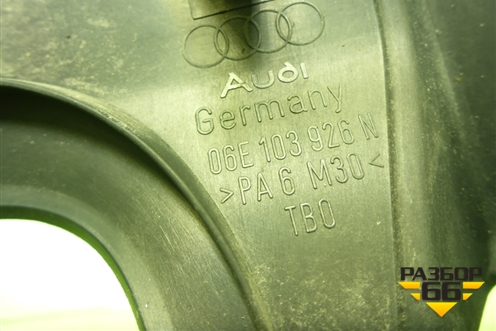 Audi
Germany
06E 103 926 N
>PA 6 M30<
TBO
РАЗБОР
66